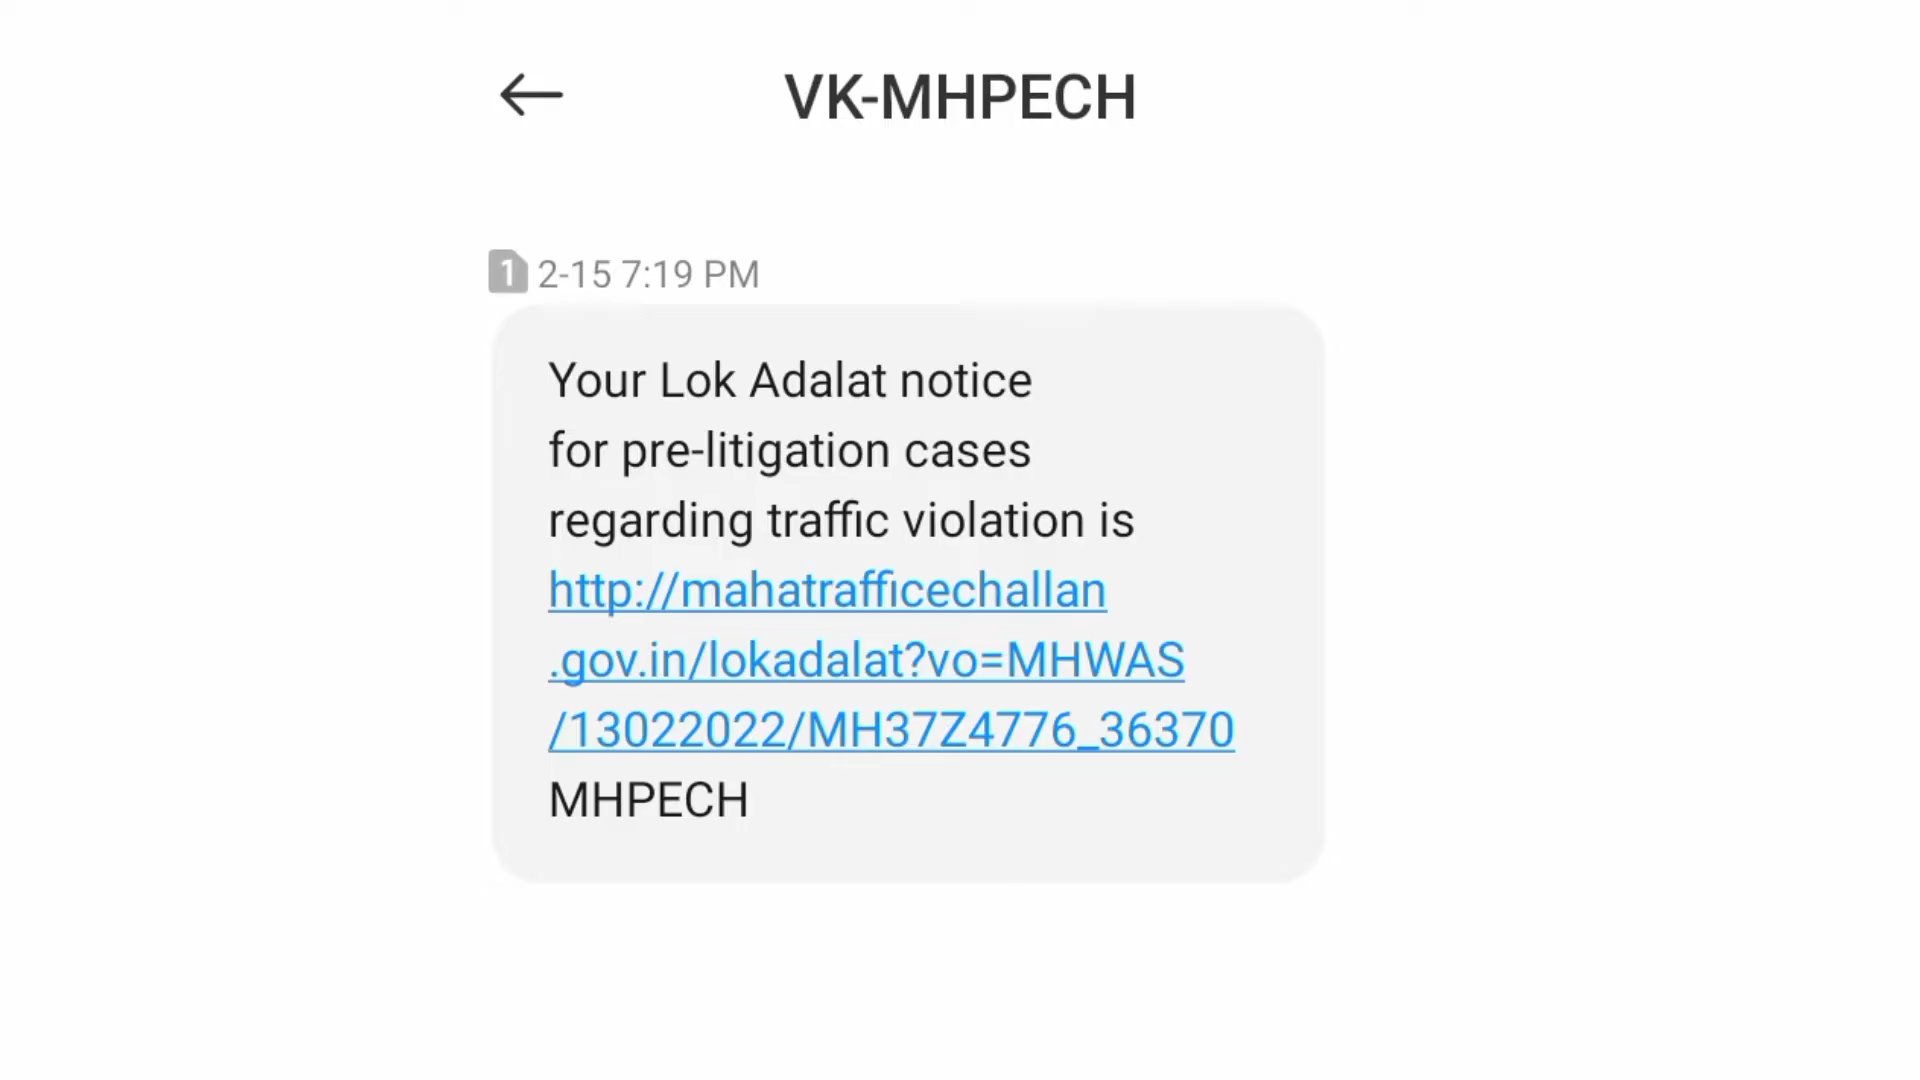 VK-MHPECH
1 2-15 7:19 PM
Your Lok Adalat notice
for pre-litigation cases
regarding traffic violation is
http://mahatrafficechallan
.gov.in/lokadalat?vo=MHWAS
/13022022/MH37Z4776_36370
MHPECH